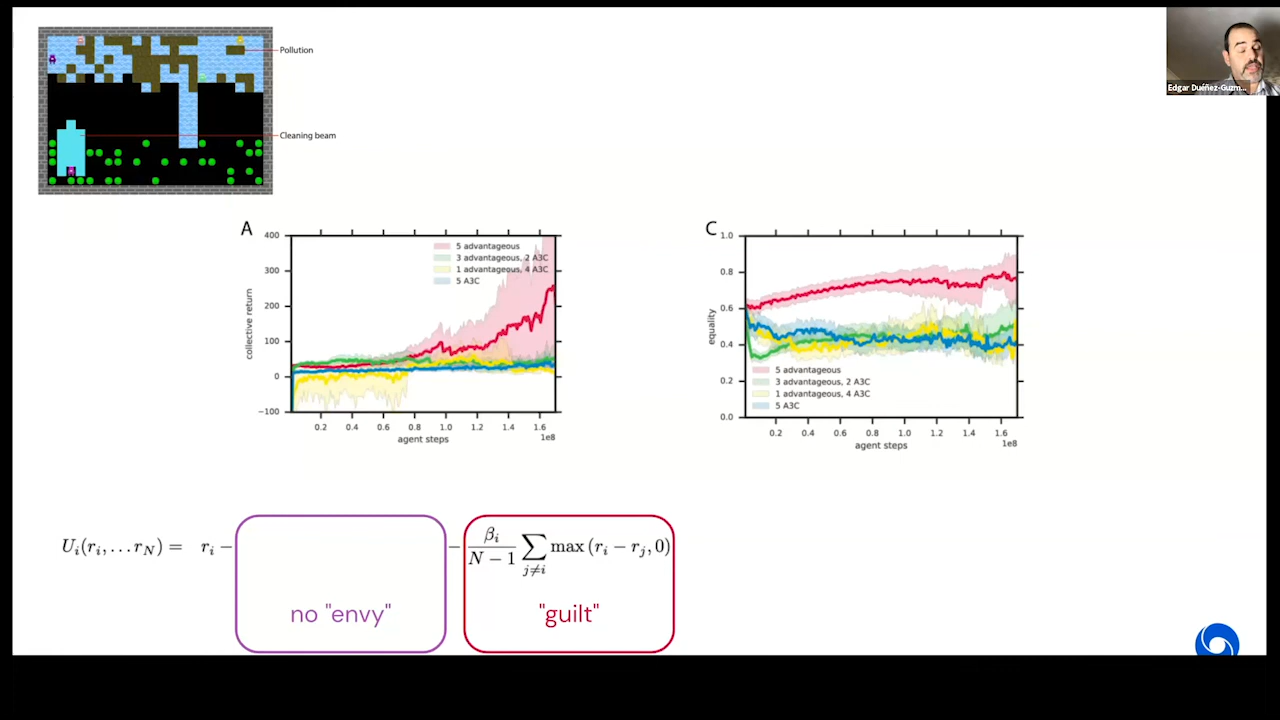 Pollution
Cleaning beam
Edgar Duéñez-Guzm...
A
400
300
200
100
0
−100
collective return
5 advantageous
3 advantageous, 2 A3C
1 advantageous, 4 A3C
5 A3C
0.2 0.4 0.6 0.8 1.0 1.2 1.4 1.6
1e8
agent steps
C
1.0
0.8
0.6
0.4
0.2
0.0
equality
5 advantageous
3 advantageous, 2 A3C
1 advantageous, 4 A3C
5 A3C
0.2 0.4 0.6 0.8 1.0 1.2 1.4 1.6
1e8
agent steps
U_i(r_i, … r_N) = r_i − − β_i/(N − 1) ∑_{j≠i} max (r_i − r_j, 0)
no "envy"
"guilt"